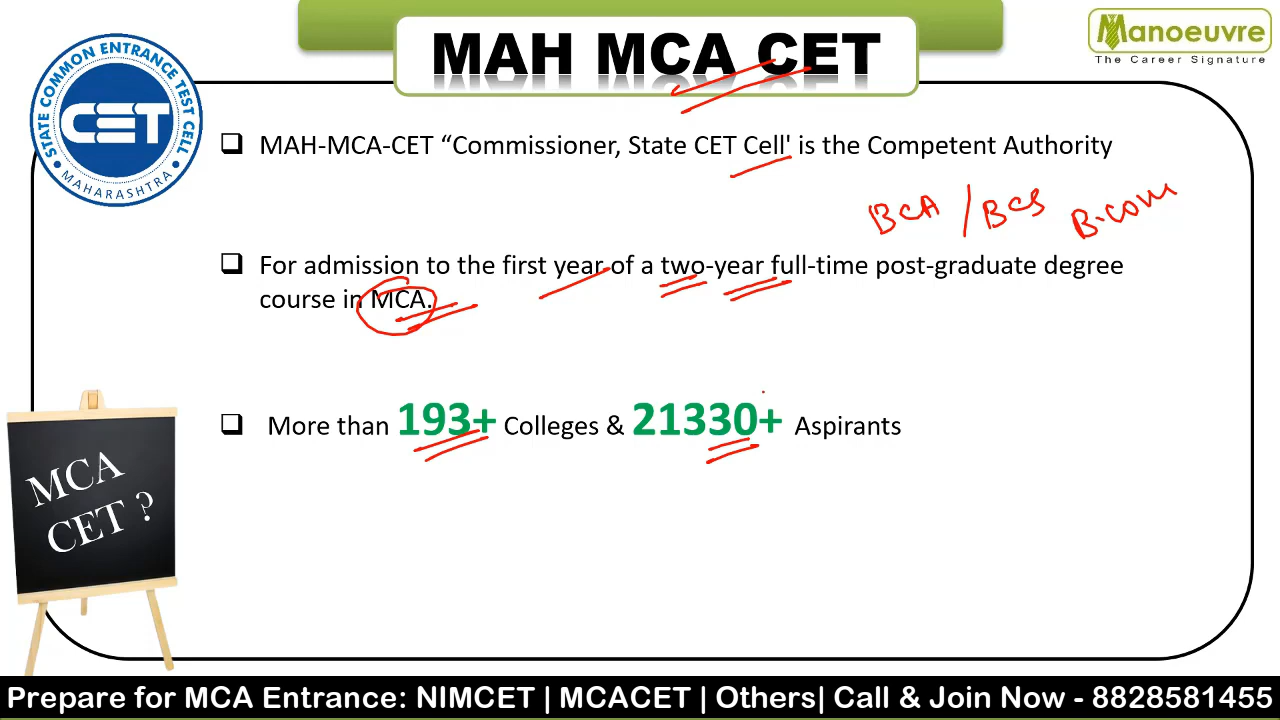 MAH MCA CET
Manoeuvre
The Career Signature
STATE COMMON ENTRANCE TEST CELL
CET
MAHARASHTRA
MAH-MCA-CET “Commissioner, State CET Cell' is the Competent Authority
BCA / BCS B.com
For admission to the first year of a two-year full-time post-graduate degree
course in MCA.
More than 193+ Colleges & 21330+ Aspirants
MCA
CET ?
Prepare for MCA Entrance: NIMCET | MCACET | Others| Call & Join Now - 8828581455